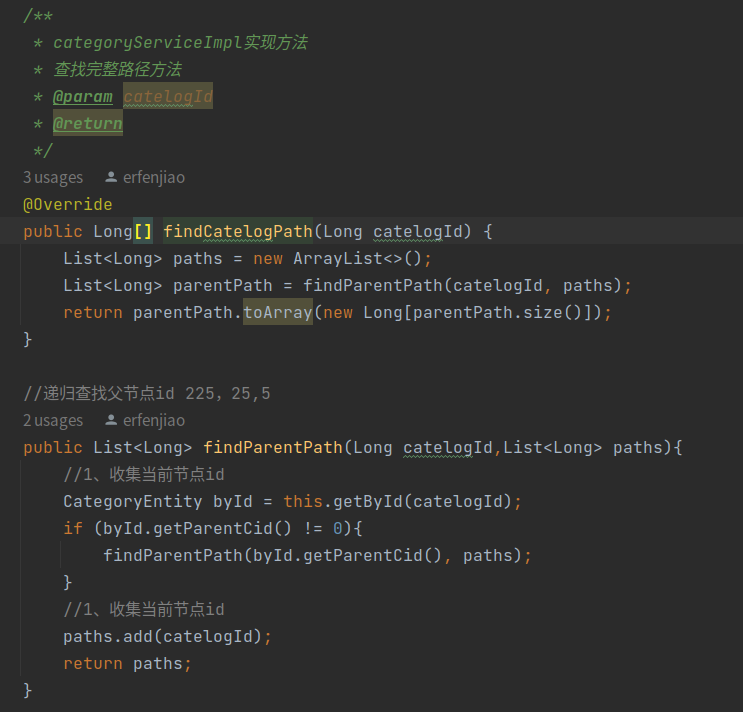 /**
 * categoryServiceImpl实现方法
 * 查找完整路径方法
 * @param catelogId
 * @return
 */
3 usages erfenjiao
@Override
public Long[] findCatelogPath(Long catelogId) {
    List<Long> paths = new ArrayList<>();
    List<Long> parentPath = findParentPath(catelogId, paths);
    return parentPath.toArray(new Long[parentPath.size()]);
}
//递归查找父节点id 225，25,5
2 usages erfenjiao
public List<Long> findParentPath(Long catelogId,List<Long> paths){
    //1、收集当前节点id
    CategoryEntity byId = this.getById(catelogId);
    if (byId.getParentCid() != 0){
        findParentPath(byId.getParentCid(), paths);
    }
    //1、收集当前节点id
    paths.add(catelogId);
    return paths;
}